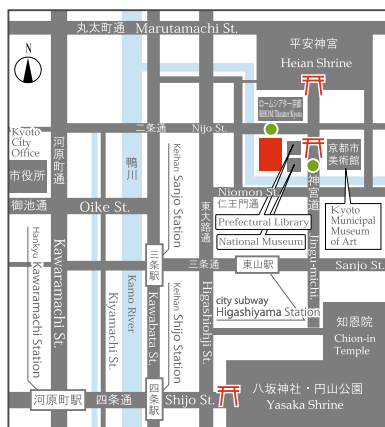 丸太町通 Marutamachi St.
N
平安神宮
Heian Shrine
ロームシアター京都
ROHM Theater Kyoto
二条通
Nijo St.
Kyoto
City
Office
市役所
河原町通
鴨川
Keihan Sanjo Station
京都市
美術館
Niomon St.
仁王門通
神宮道
御池通
Oike St.
東大路通
Prefectural Library
National Museum
Kyoto
Municipal
Museum
of Art
Hankyu Kawaramachi Station
Kawaramachi St.
Kiyamachi St.
Kamo River
三条駅
Kawabata St.
Keihan Shijo Station
三条通
東山駅
Sanjo St.
Jingu-michi.
Higashiohji St.
city subway
Higashiyama Station
知恩院
Chion-in
Temple
河原町駅
四条通
四条駅
Shijo St.
八坂神社・円山公園
Yasaka Shrine